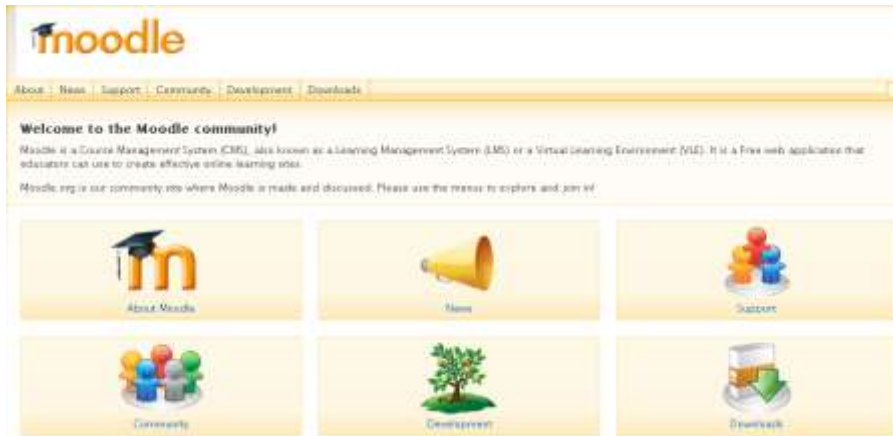 moodle
About News Support Community Development Downloads
Welcome to the Moodle community!
Moodle is a Course Management System (CMS), also known as a Learning Management System (LMS) or a Virtual Learning Environment (VLE). It is a Free web application that
educators can use to create effective online learning sites.
Moodle.org is our community site where Moodle is made and discussed. Please use the menus to explore and join in!
About Moodle News Support
Community Development Downloads